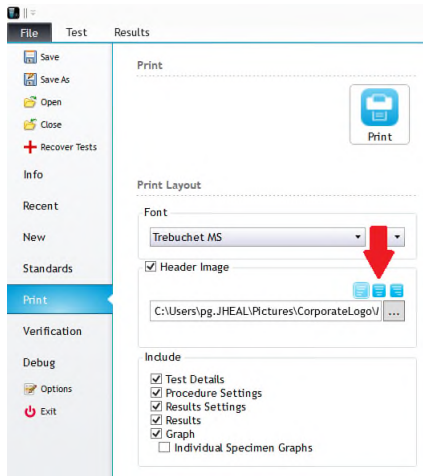 File Test Results
Save
Save As
Open
Close
Recover Tests
Info
Recent
New
Standards
Print
Verification
Debug
Options
Exit
Print
Print
Print Layout
Font
Trebuchet MS
Header Image
C:\Users\pg.JHEAL\Pictures\CorporateLogo\J ...
Include
Test Details
Procedure Settings
Results Settings
Results
Graph
Individual Specimen Graphs